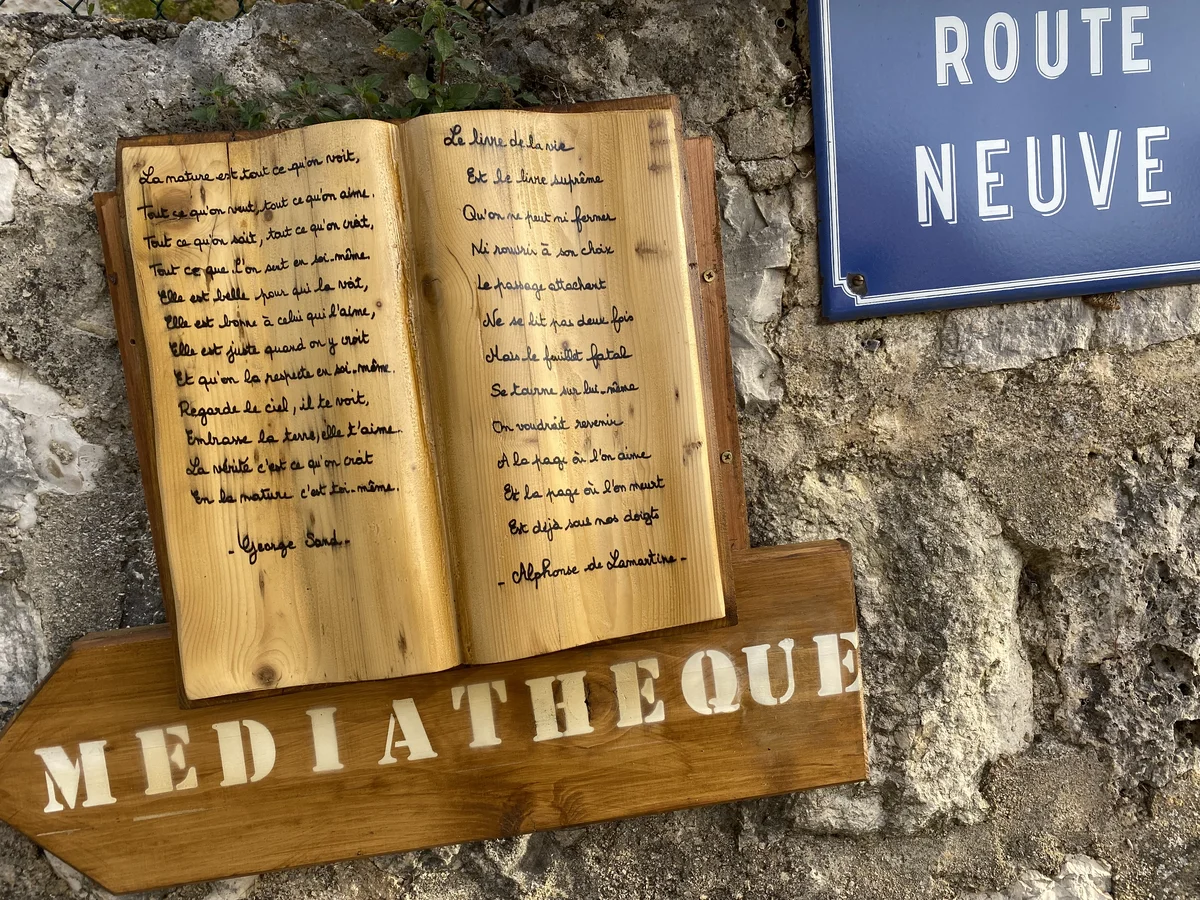 La nature est tout ce qu'on voit,
Tout ce qu'on veut, tout ce qu'on aime.
Tout ce qu'on sait, tout ce qu'on croit,
Tout ce que l'on sent en soi-même.
Elle est belle pour qui la voit,
Elle est bonne à celui qui l'aime,
Elle est juste quand on y croit
Et qu'on la respecte en soi-même.
Regarde le ciel, il te voit,
Embrasse la terre, elle t'aime.
La vérité c'est ce qu'on croit
En la nature c'est toi-même.
- George Sand -
Le livre de la vie
Est le livre suprême
Qu'on ne peut ni fermer
Ni rouvrir à son choix
Le passage attachant
Ne se lit pas deux fois
Mais le feuillet fatal
Se tourne sur lui-même
On voudrait revenir
A la page où l'on aime
Et la page où l'on meurt
Est déjà sous nos doigts
- Alphonse de Lamartine -
MEDIATHEQUE
ROUTE
NEUVE